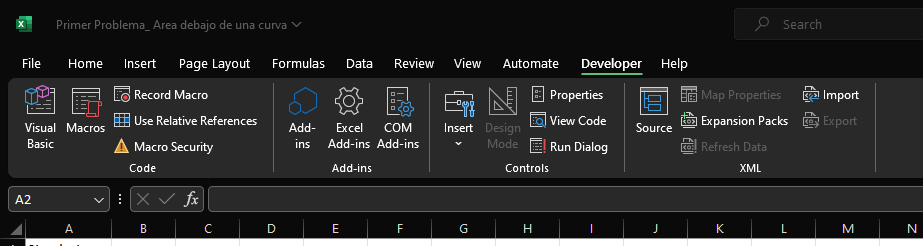 Primer Problema_ Area debajo de una curva
Search
File Home Insert Page Layout Formulas Data Review View Automate Developer Help
Visual Basic
Macros
Record Macro
Use Relative References
Macro Security
Code
Add-ins
Excel Add-ins
COM Add-ins
Add-ins
Insert
Design Mode
Properties
View Code
Run Dialog
Controls
Source
Map Properties
Expansion Packs
Refresh Data
Import
Export
XML
A2
fx
A B C D E F G H I J K L M N